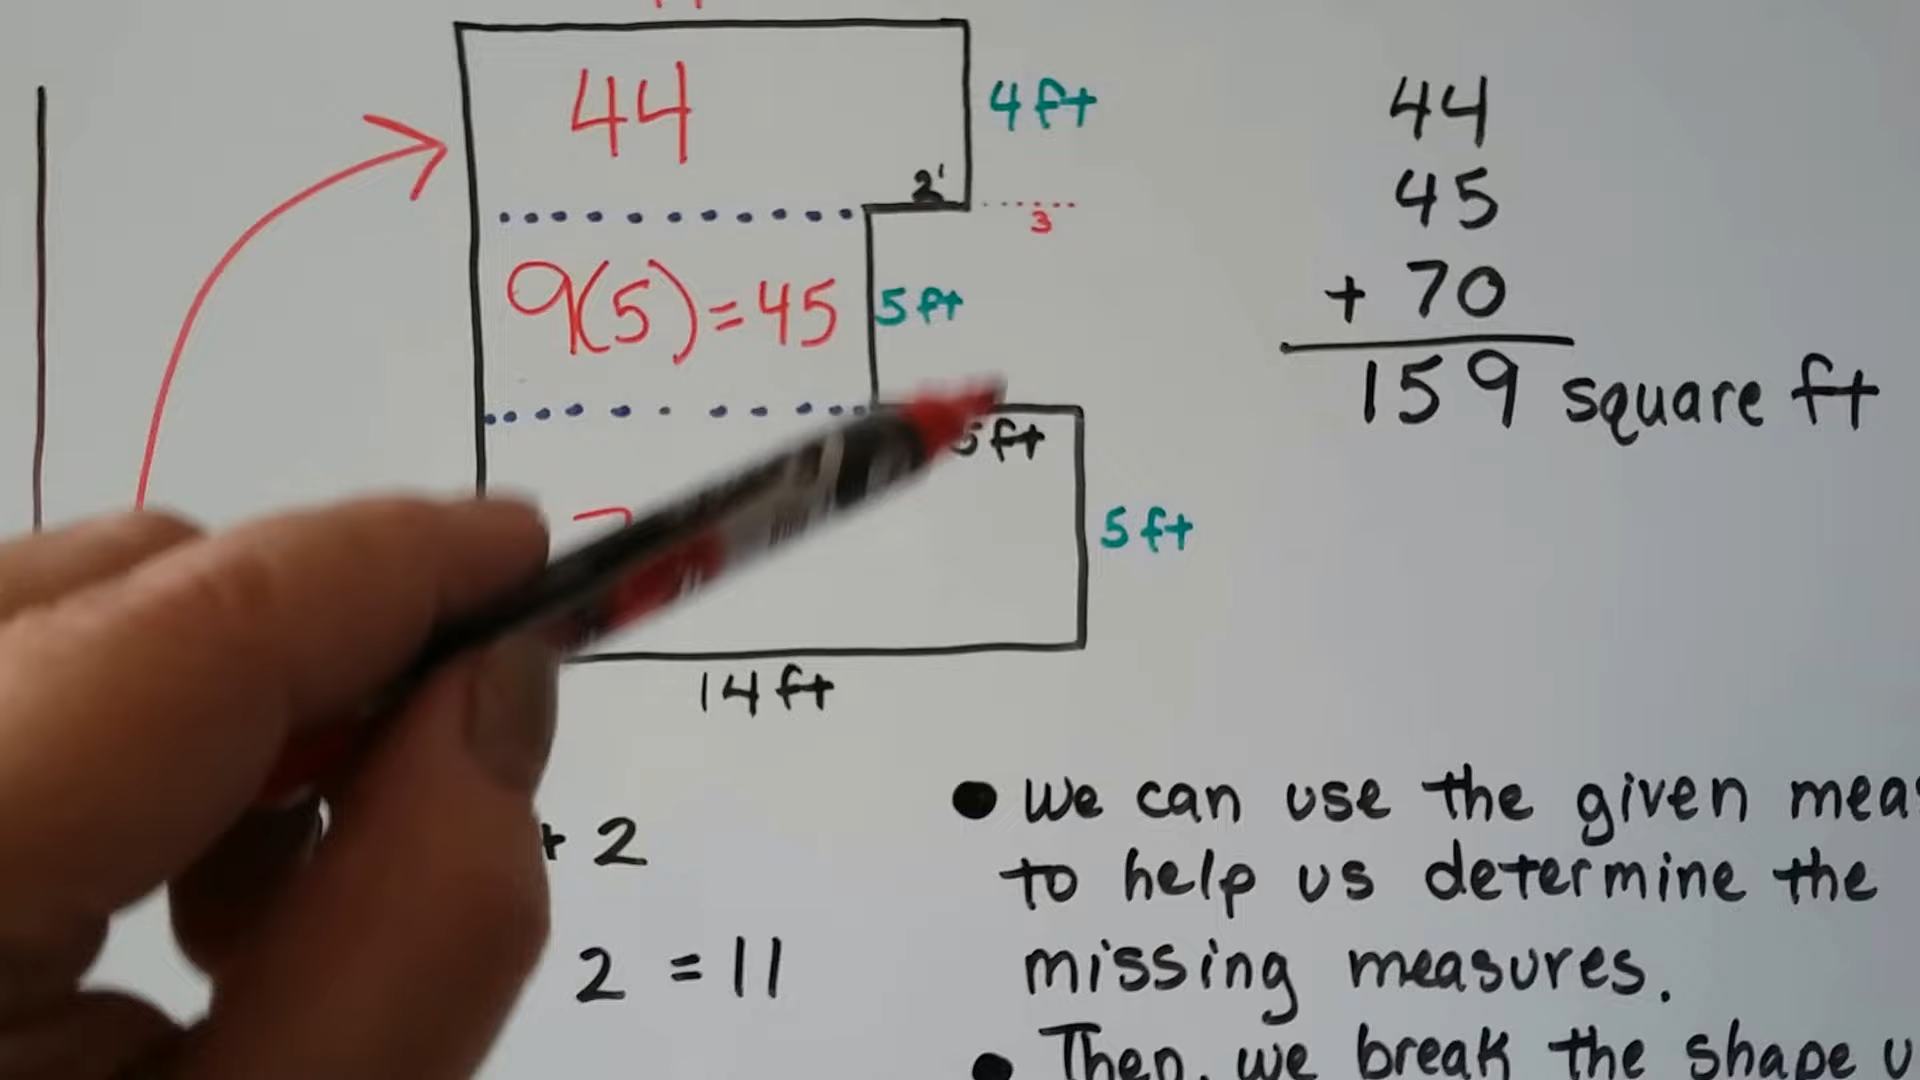 44
4ft
2'
3
9(5)=45
5ft
5ft
5ft
14ft
44
45
+ 70
159 square ft
+ 2
2 = 11
• We can use the given
to help us determine the
missing measures.
• Then, we break the shape